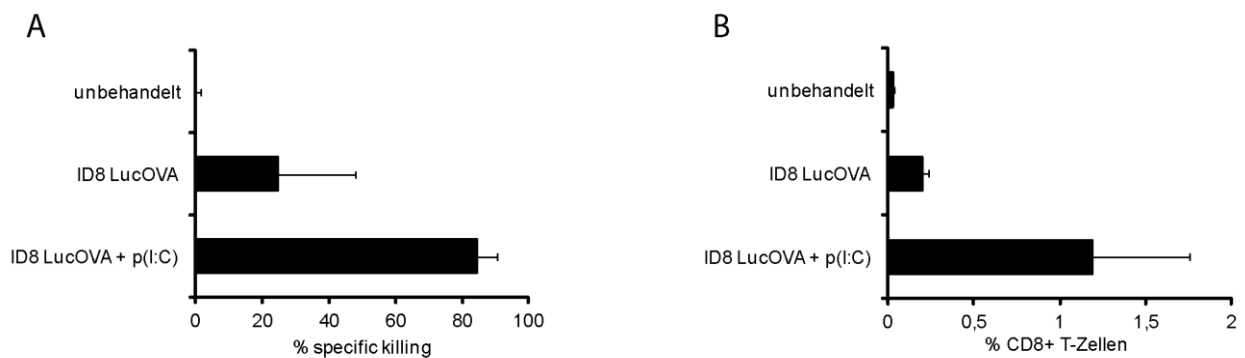 A
unbehandelt
ID8 LucOVA
ID8 LucOVA + p(I:C)
0 20 40 60 80 100
% specific killing
B
unbehandelt
ID8 LucOVA
ID8 LucOVA + p(I:C)
0 0,5 1 1,5 2
% CD8+ T-Zellen